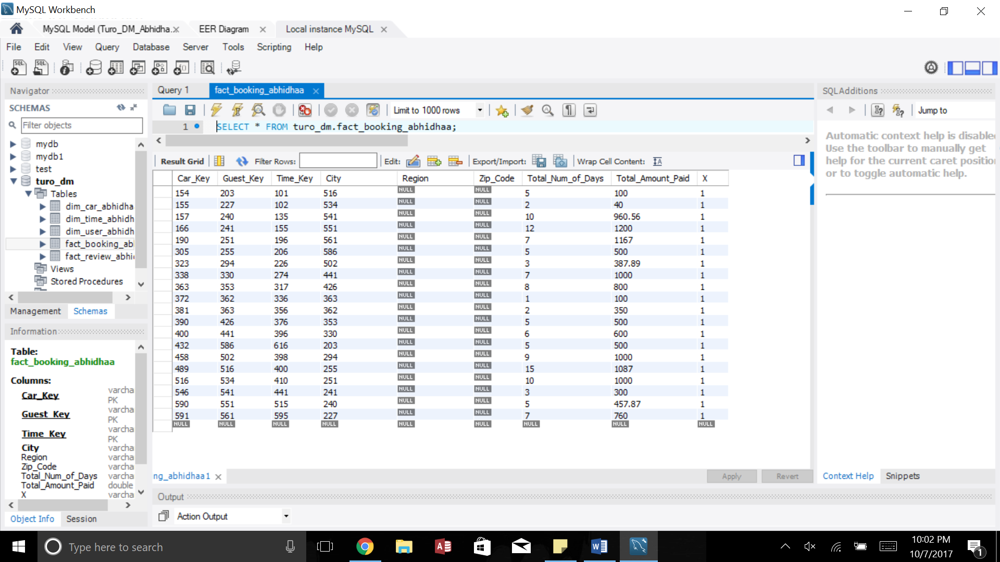 MySQL Workbench
MySQL Model (Turo_DM_Abhidha.× EER Diagram × Local instance MySQL ×
File Edit View Query Database Server Tools Scripting Help
Navigator
SCHEMAS
Filter objects
mydb
mydb1
test
turo_dm
Tables
dim_car_abhidha
dim_time_abhidh
dim_user_abhidh
fact_booking_ab
fact_review_abhi
Views
Stored Procedures
Management Schemas
Information
Table:
fact_booking_abhidhaa
Columns:
Car_Key varcha
PK
Guest_Key varcha
PK
Time_Key varcha
PK
City varcha
Region varcha
Zip_Code varcha
Total_Num_of_Days varcha
Total_Amount_Paid double
X varcha
Object Info Session
Query 1 fact_booking_abhidhaa ×
Limit to 1000 rows
1 SELECT * FROM turo_dm.fact_booking_abhidhaa;
Result Grid Filter Rows: Edit: Export/Import: Wrap Cell Content:
Car_Key Guest_Key Time_Key City Region Zip_Code Total_Num_of_Days Total_Amount_Paid X
154 203 101 516 NULL NULL 5 100 1
155 227 102 534 NULL NULL 2 40 1
157 240 135 541 NULL NULL 10 960.56 1
166 241 155 551 NULL NULL 12 1200 1
190 251 196 561 NULL NULL 7 1167 1
305 255 206 586 NULL NULL 5 500 1
323 294 226 502 NULL NULL 3 387.89 1
338 330 274 441 NULL NULL 7 1000 1
363 353 317 426 NULL NULL 8 800 1
372 362 336 363 NULL NULL 1 100 1
381 363 356 362 NULL NULL 2 350 1
390 426 376 353 NULL NULL 5 500 1
400 441 396 330 NULL NULL 6 600 1
432 586 616 203 NULL NULL 5 500 1
458 502 398 294 NULL NULL 9 1000 1
489 516 400 255 NULL NULL 15 1087 1
516 534 410 251 NULL NULL 10 1000 1
546 541 441 241 NULL NULL 3 300 1
590 551 515 240 NULL NULL 5 457.87 1
591 561 595 227 NULL NULL 7 760 1
NULL NULL NULL NULL NULL NULL NULL NULL NULL
ng_abhidhaa1 × Apply Revert
Output
Action Output
SQLAdditions
Jump to
Automatic context help is disable
Use the toolbar to manually get
help for the current caret positio
or to toggle automatic help.
Context Help Snippets
Type here to search
10:02 PM
10/7/2017
1